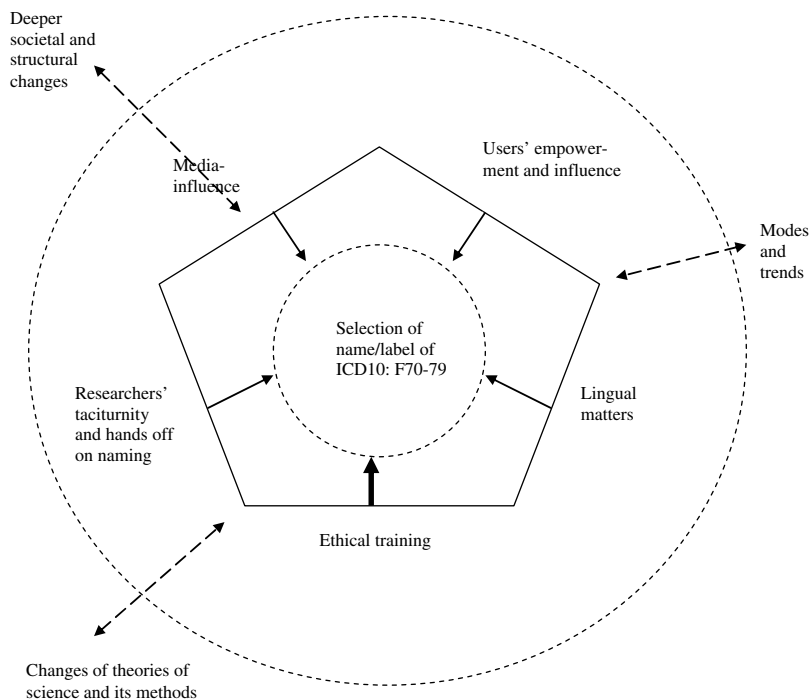 Deeper
societal and
structural
changes
Media-
influence
Users’ empower-
ment and influence
Modes
and
trends
Selection of
name/label of
ICD10: F70-79
Researchers’
taciturnity
and hands off
on naming
Lingual
matters
Ethical training
Changes of theories of
science and its methods